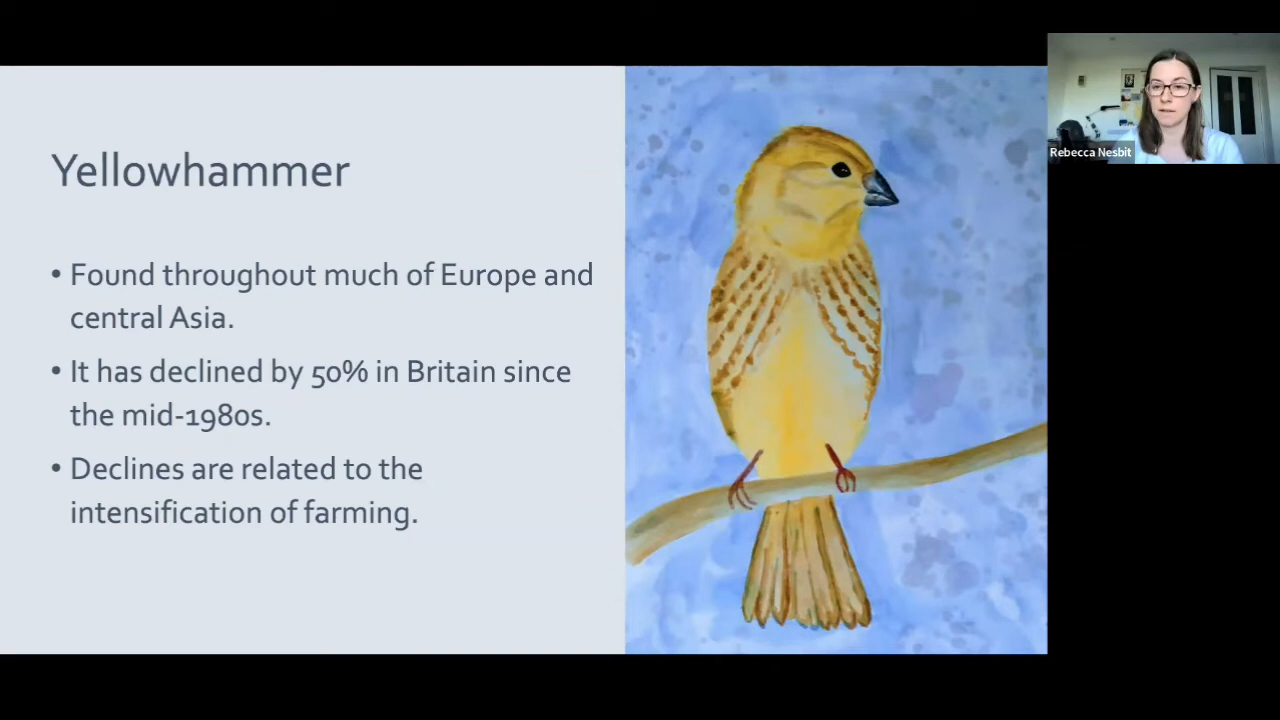 Yellowhammer
• Found throughout much of Europe and
central Asia.
• It has declined by 50% in Britain since
the mid-1980s.
• Declines are related to the
intensification of farming.
Rebecca Nesbit